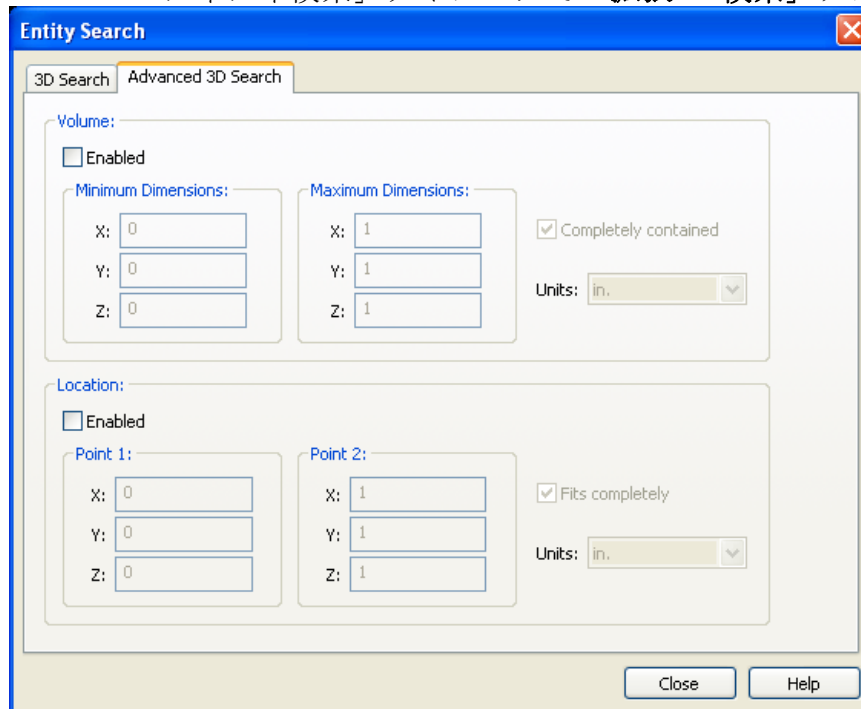 Entity Search
3D Search Advanced 3D Search
Volume:
Enabled
Minimum Dimensions: Maximum Dimensions:
X: 0 X: 1 Completely contained
Y: 0 Y: 1
Units: in.
Z: 0 Z: 1
Location:
Enabled
Point 1: Point 2:
X: 0 X: 1 Fits completely
Y: 0 Y: 1
Units: in.
Z: 0 Z: 1
Close Help